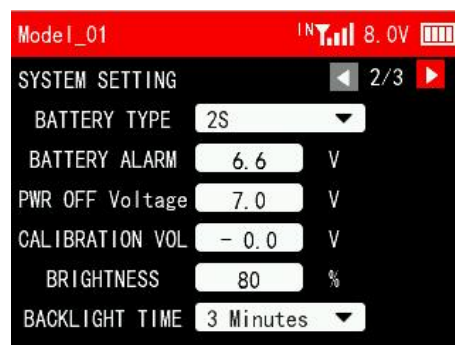 Model_01 IN 8.0V
SYSTEM SETTING 2/3
BATTERY TYPE 2S
BATTERY ALARM 6.6 V
PWR OFF Voltage 7.0 V
CALIBRATION VOL - 0.0 V
BRIGHTNESS 80 %
BACKLIGHT TIME 3 Minutes